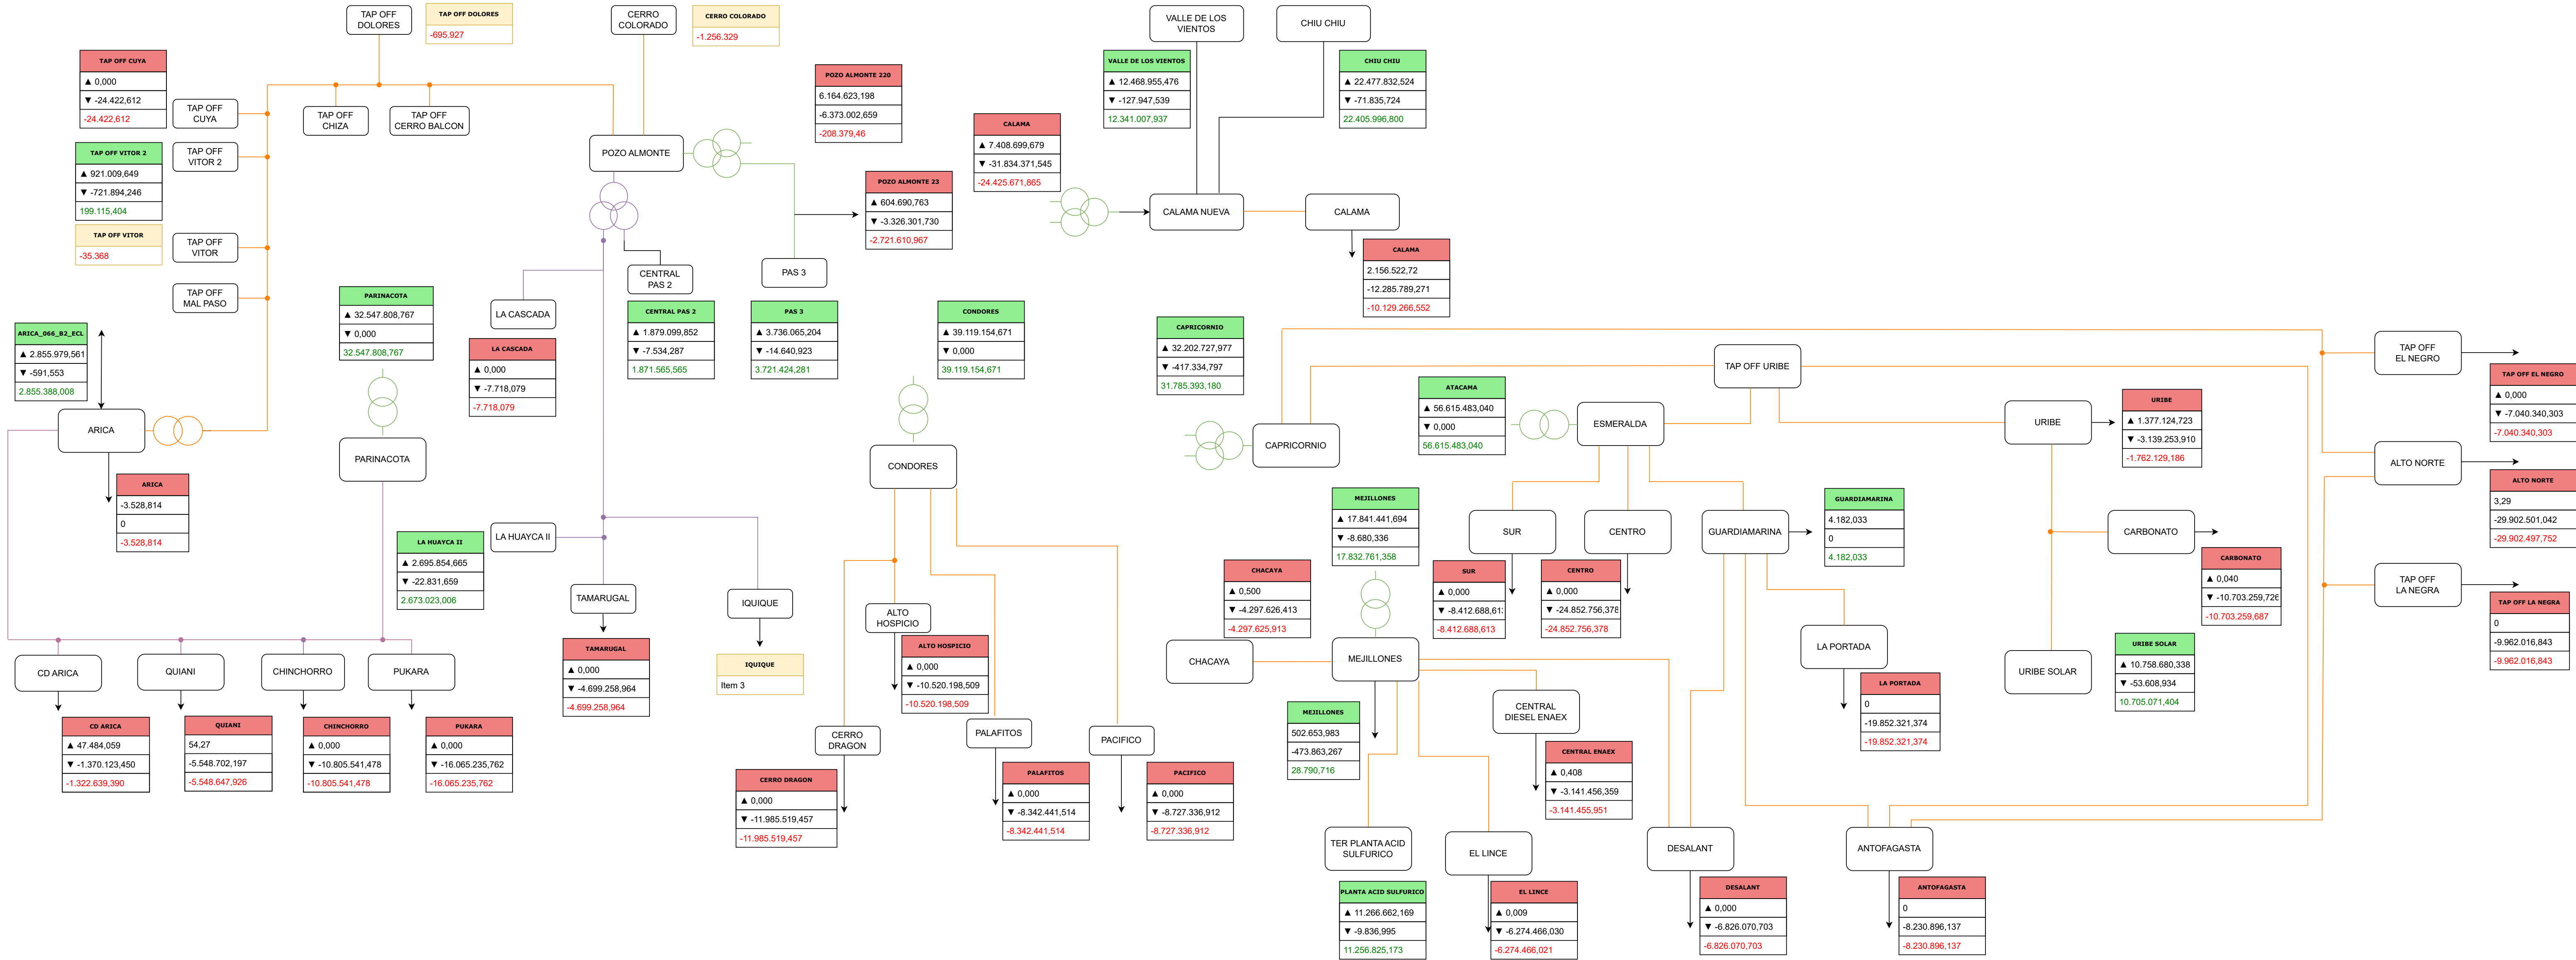 TAP OFF
DOLORES
TAP OFF DOLORES
-695.927
CERRO
COLORADO
CERRO COLORADO
-1.256.329
VALLE DE LOS
VIENTOS
CHIU CHIU
TAP OFF CUYA
▲ 0,000
▼ -24.422,612
-24.422,612
TAP OFF
CUYA
TAP OFF
CHIZA
TAP OFF
CERRO BALCON
POZO ALMONTE 220
6.164.623,198
-6.373.002,659
-208.379,46
VALLE DE LOS VIENTOS
▲ 12.468.955,476
▼ -127.947,539
12.341.007,937
CHIU CHIU
▲ 22.477.832,524
▼ -71.835,724
22.405.996,800
CALAMA
▲ 7.408.699,679
▼ -31.834.371,545
-24.425.671,865
TAP OFF VITOR 2
▲ 921.009,649
▼ -721.894,246
199.115,404
TAP OFF
VITOR 2
POZO ALMONTE
POZO ALMONTE 23
▲ 604.690,763
▼ -3.326.301,730
-2.721.610,967
CALAMA NUEVA
CALAMA
TAP OFF VITOR
-35.368
TAP OFF
VITOR
CALAMA
2.156.522,72
-12.285.789,271
-10.129.266,552
CENTRAL
PAS 2
PAS 3
TAP OFF
MAL PASO
PARINACOTA
▲ 32.547.808,767
▼ 0,000
32.547.808,767
LA CASCADA
CENTRAL PAS 2
▲ 1.879.099,852
▼ -7.534,287
1.871.565,565
PAS 3
▲ 3.736.065,204
▼ -14.640,923
3.721.424,281
CONDORES
▲ 39.119.154,671
▼ 0,000
39.119.154,671
CAPRICORNIO
▲ 32.202.727,977
▼ -417.334,797
31.785.393,180
ARICA_066_B2_ECL
▲ 2.855.979,561
▼ -591,553
2.855.388,008
LA CASCADA
▲ 0,000
▼ -7.718,079
-7.718,079
TAP OFF URIBE
TAP OFF
EL NEGRO
TAP OFF EL NEGRO
▲ 0,000
▼ -7.040.340,303
-7.040.340,303
ATACAMA
▲ 56.615.483,040
▼ 0,000
56.615.483,040
ESMERALDA
URIBE
URIBE
▲ 1.377.124,723
▼ -3.139.253,910
-1.762.129,186
ARICA
PARINACOTA
CONDORES
CAPRICORNIO
ALTO NORTE
ALTO NORTE
3,29
-29.902.501,042
-29.902.497,752
ARICA
-3.528,814
0
-3.528,814
MEJILLONES
▲ 17.841.441,694
▼ -8.680,336
17.832.761,358
GUARDIAMARINA
4.182,033
0
4.182,033
SUR
CENTRO
GUARDIAMARINA
CARBONATO
LA HUAYCA II
▲ 2.695.854,665
▼ -22.831,659
2.673.023,006
LA HUAYCA II
CARBONATO
▲ 0,040
▼ -10.703.259,726
-10.703.259,687
CHACAYA
▲ 0,500
▼ -4.297.626,413
-4.297.625,913
SUR
▲ 0,000
▼ -8.412.688,613
-8.412.688,613
CENTRO
▲ 0,000
▼ -24.852.756,378
-24.852.756,378
TAP OFF
LA NEGRA
TAP OFF LA NEGRA
0
-9.962.016,843
-9.962.016,843
TAMARUGAL
IQUIQUE
ALTO
HOSPICIO
LA PORTADA
URIBE SOLAR
▲ 10.758.680,338
▼ -53.608,934
10.705.071,404
TAMARUGAL
▲ 0,000
▼ -4.699.258,964
-4.699.258,964
IQUIQUE
Item 3
ALTO HOSPICIO
▲ 0,000
▼ -10.520.198,509
-10.520.198,509
CHACAYA
MEJILLONES
URIBE SOLAR
CD ARICA
QUIANI
CHINCHORRO
PUKARA
LA PORTADA
0
-19.852.321,374
-19.852.321,374
MEJILLONES
502.653,983
-473.863,267
28.790,716
CENTRAL
DIESEL ENAEX
CD ARICA
▲ 47.484,059
▼ -1.370.123,450
-1.322.639,390
QUIANI
54,27
-5.548.702,197
-5.548.647,926
CHINCHORRO
▲ 0,000
▼ -10.805.541,478
-10.805.541,478
PUKARA
▲ 0,000
▼ -16.065.235,762
-16.065.235,762
CERRO
DRAGON
PALAFITOS
PACIFICO
CENTRAL ENAEX
▲ 0,408
▼ -3.141.456,359
-3.141.455,951
CERRO DRAGON
▲ 0,000
▼ -11.985.519,457
-11.985.519,457
PALAFITOS
▲ 0,000
▼ -8.342.441,514
-8.342.441,514
PACIFICO
▲ 0,000
▼ -8.727.336,912
-8.727.336,912
TER PLANTA ACID
SULFURICO
EL LINCE
DESALANT
ANTOFAGASTA
PLANTA ACID SULFURICO
▲ 11.266.662,169
▼ -9.836,995
11.256.825,173
EL LINCE
▲ 0,009
▼ -6.274.466,030
-6.274.466,021
DESALANT
▲ 0,000
▼ -6.826.070,703
-6.826.070,703
ANTOFAGASTA
0
-8.230.896,137
-8.230.896,137